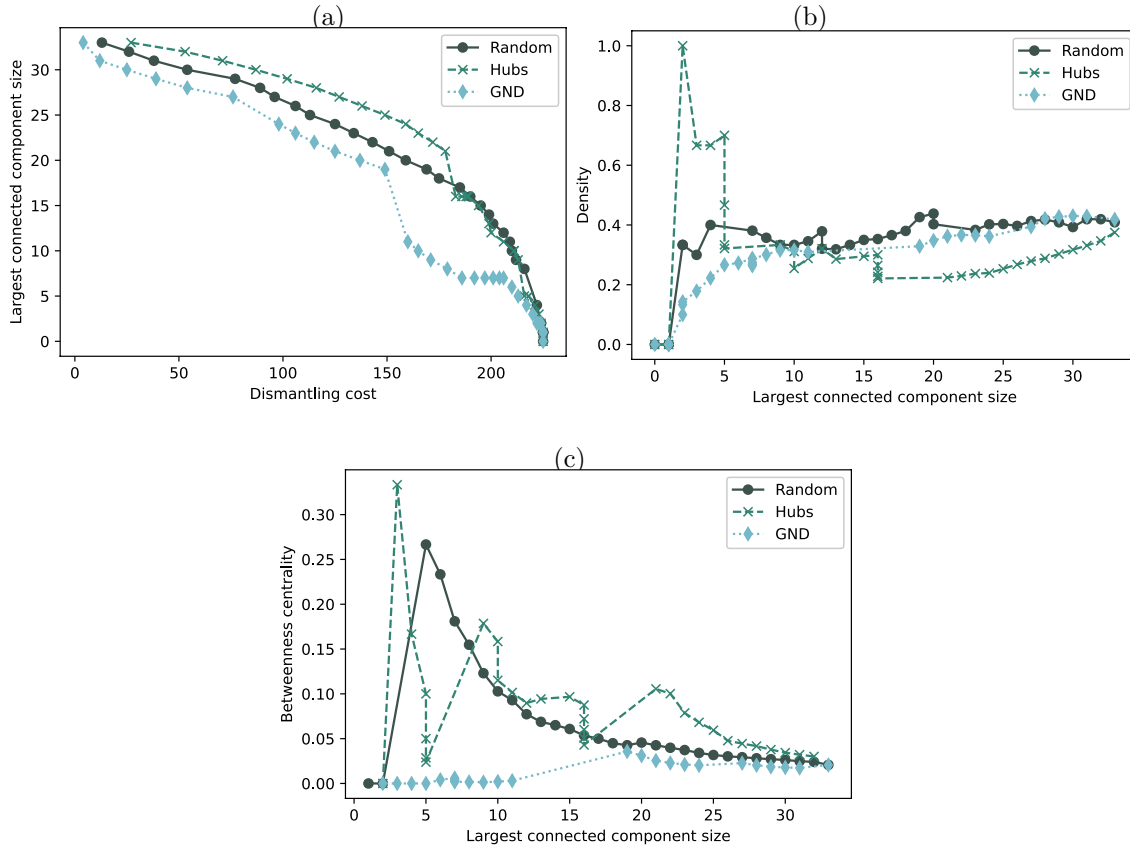 (a)
Random
Hubs
GND
30
25
20
15
10
5
0
Largest connected component size
0
50
100
150
200
Dismantling cost
(b)
Random
Hubs
GND
1.0
0.8
0.6
0.4
0.2
0.0
Density
0
5
10
15
20
25
30
Largest connected component size
(c)
Random
Hubs
GND
0.30
0.25
0.20
0.15
0.10
0.05
0.00
Betweenness centrality
0
5
10
15
20
25
30
Largest connected component size